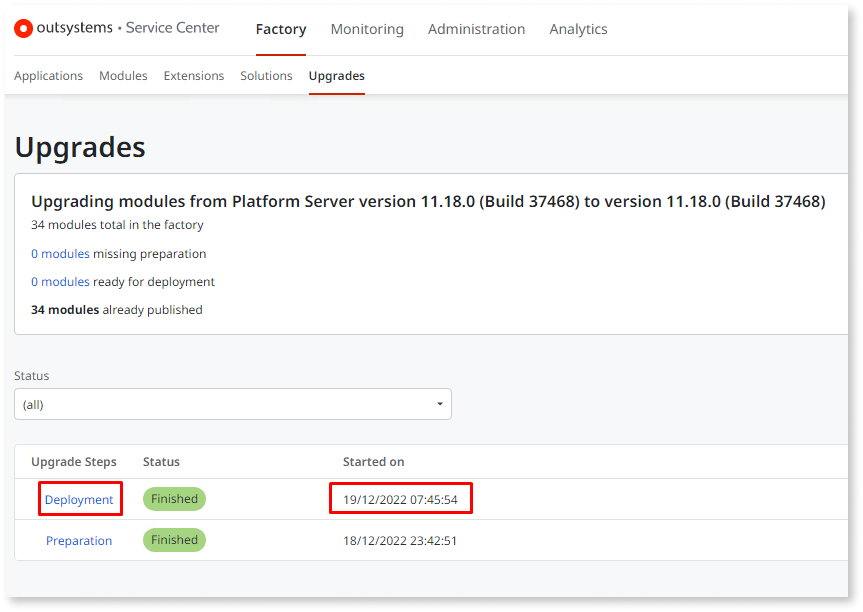 outsystems • Service Center Factory Monitoring Administration Analytics
Applications Modules Extensions Solutions Upgrades
Upgrades
Upgrading modules from Platform Server version 11.18.0 (Build 37468) to version 11.18.0 (Build 37468)
34 modules total in the factory
0 modules missing preparation
0 modules ready for deployment
34 modules already published
Status
(all)
Upgrade Steps Status Started on
Deployment Finished 19/12/2022 07:45:54
Preparation Finished 18/12/2022 23:42:51